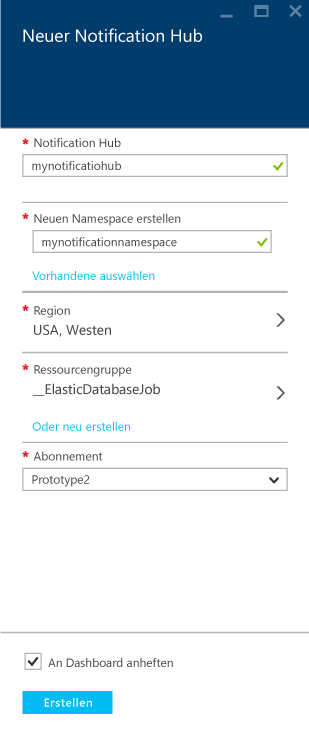 Neuer Notification Hub
* Notification Hub
mynotificatiohub
* Neuen Namespace erstellen
mynotificationnamespace
Vorhandene auswählen
* Region
USA, Westen
* Ressourcengruppe
__ElasticDatabaseJob
Oder neu erstellen
* Abonnement
Prototype2
An Dashboard anheften
Erstellen